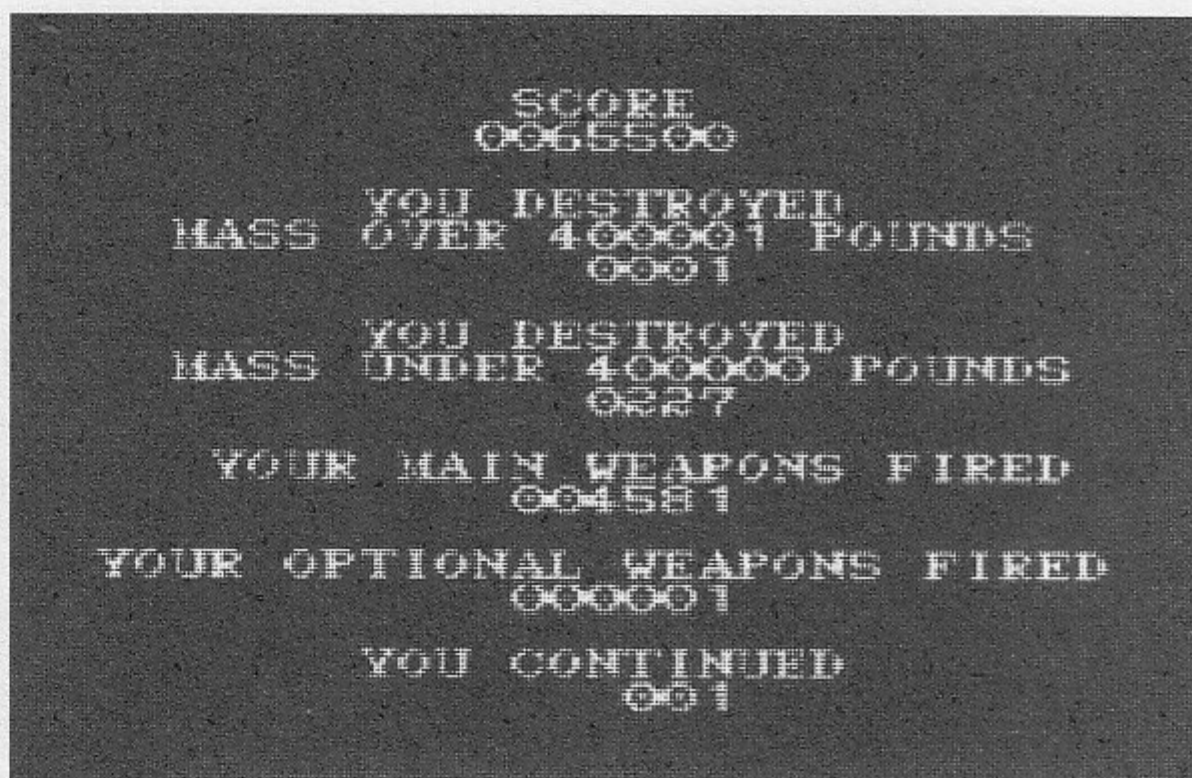 SCORE
0065500
YOU DESTROYED
MASS OVER 400001 POUNDS
0001
YOU DESTROYED
MASS UNDER 400000 POUNDS
0227
YOUR MAIN WEAPONS FIRED
004581
YOUR OPTIONAL WEAPONS FIRED
000001
YOU CONTINUED
001